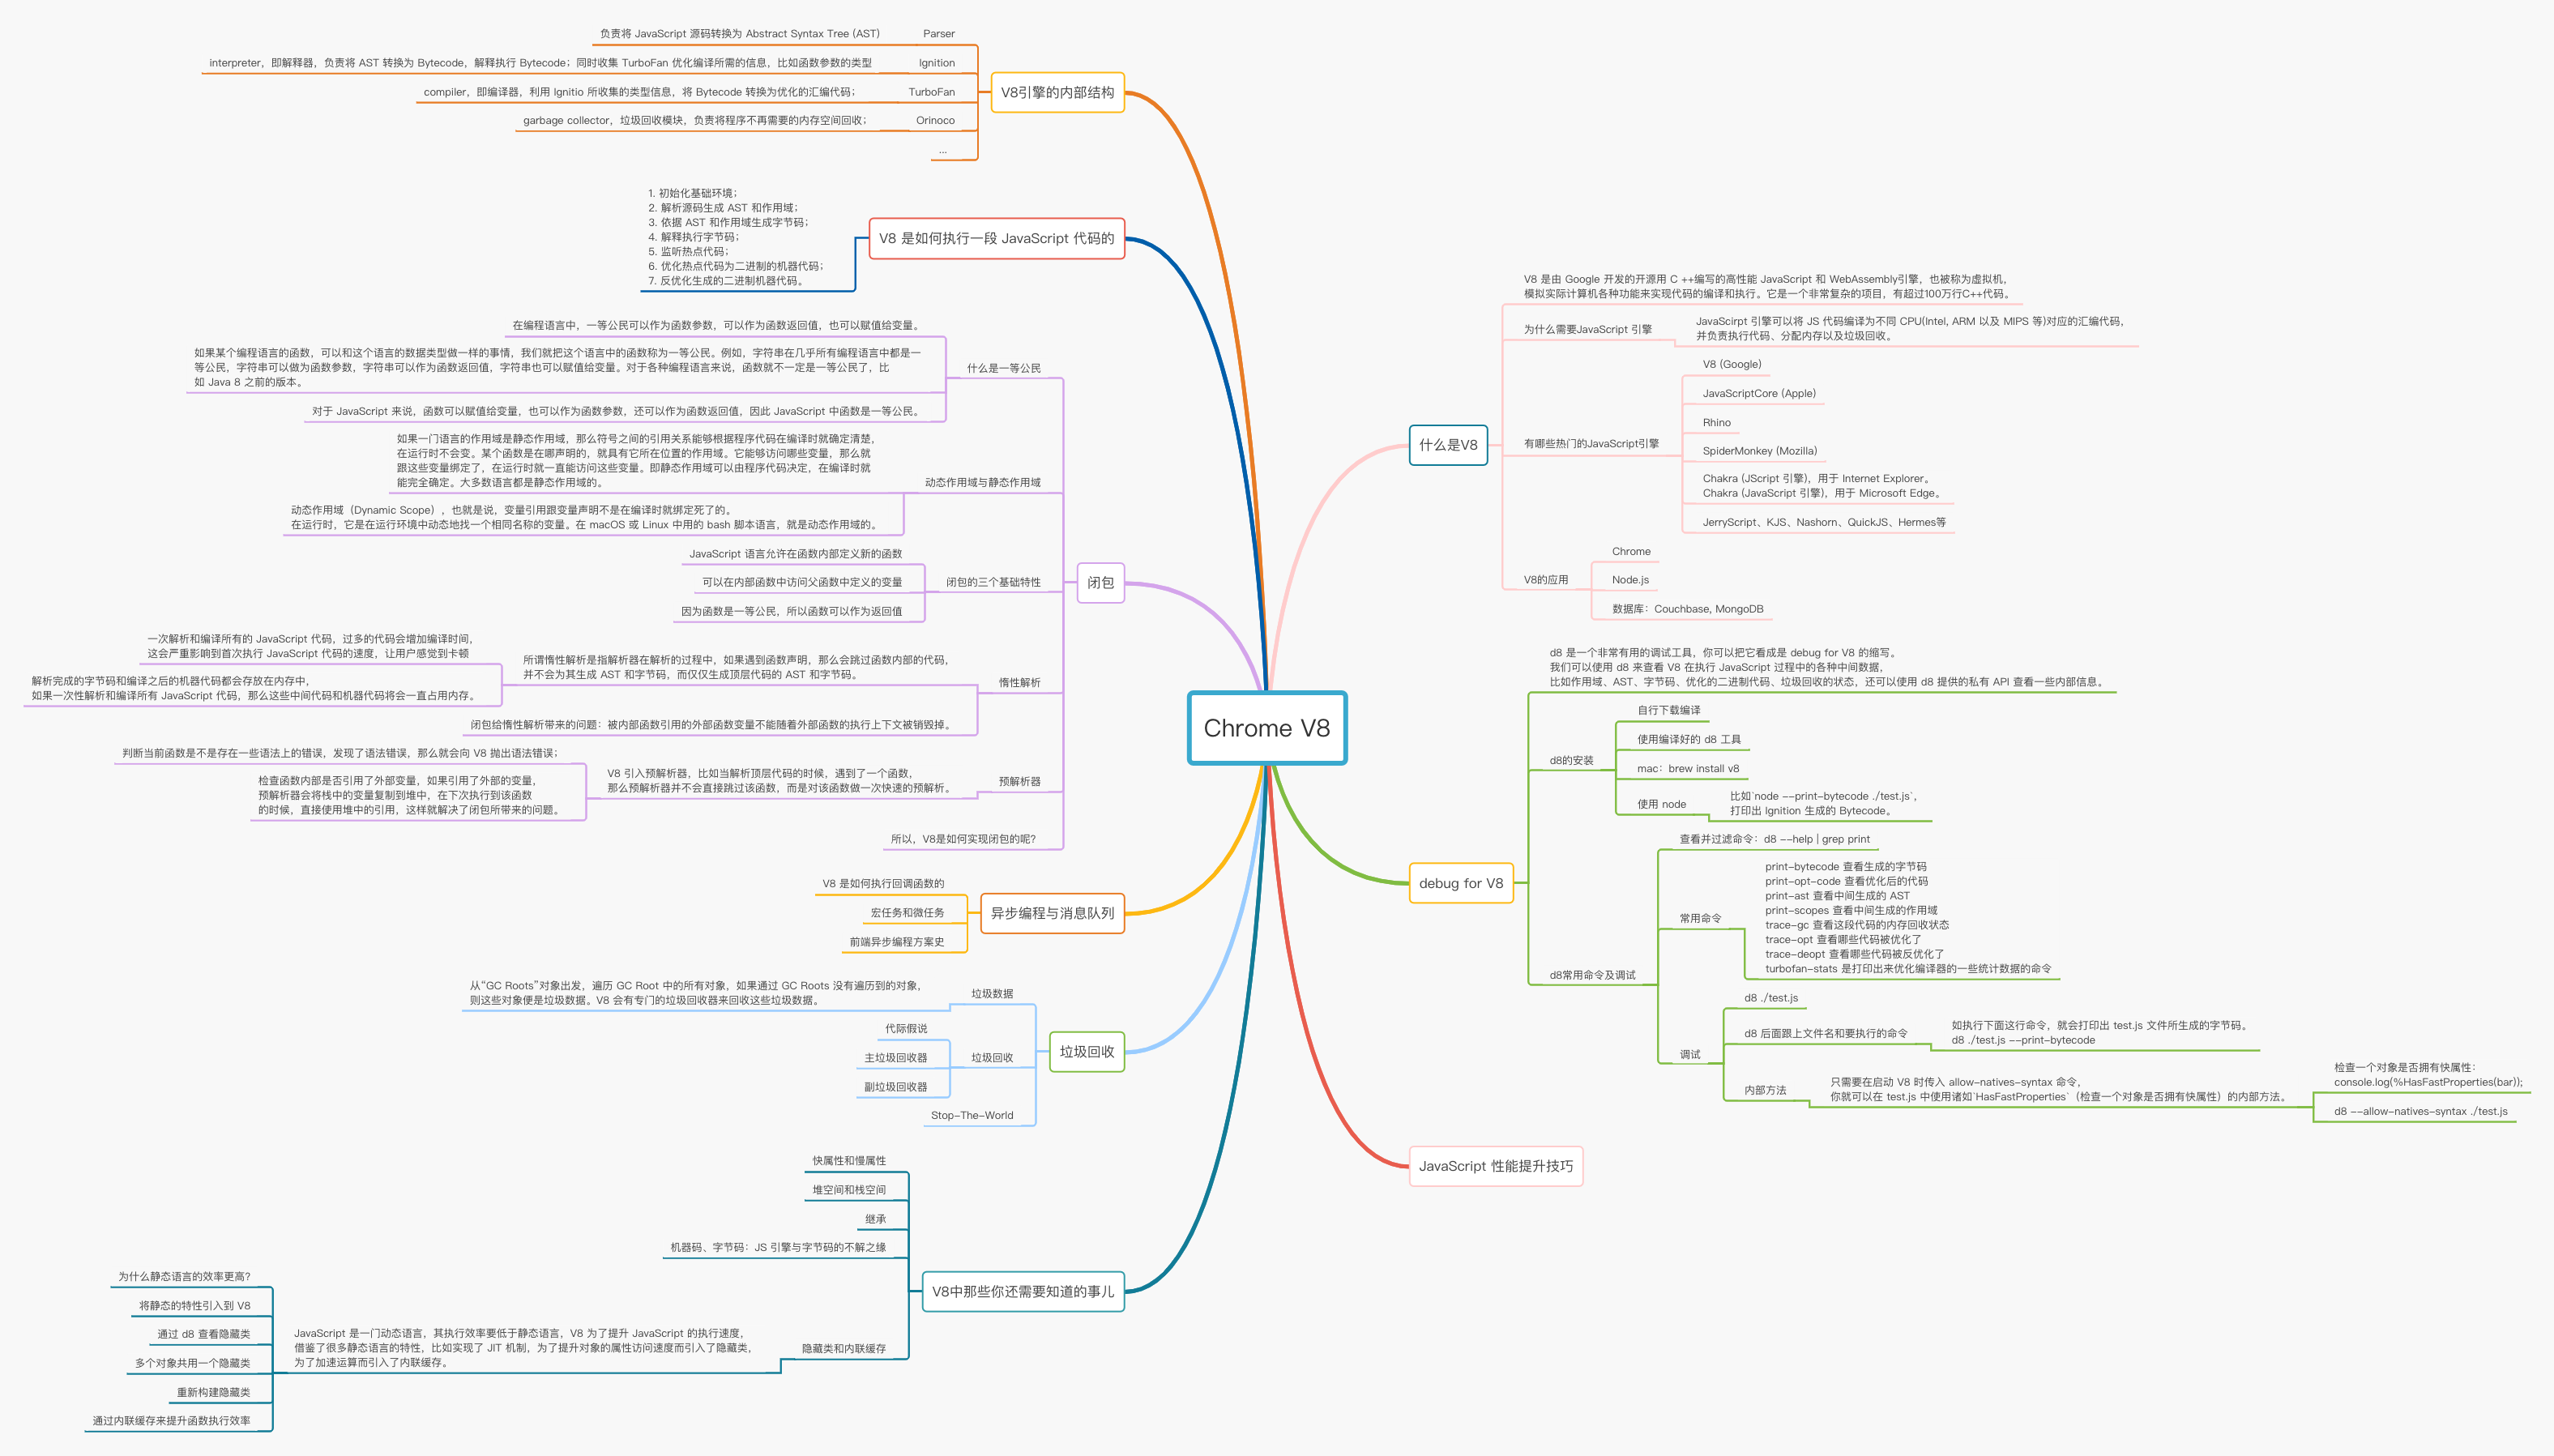 Chrome V8
什么是V8
V8 是由 Google 开发的开源用 C ++编写的高性能 JavaScript 和 WebAssembly引擎，也被称为虚拟机，
模拟实际计算机各种功能来实现代码的编译和执行。它是一个非常复杂的项目，有超过100万行C++代码。
为什么需要JavaScript 引擎
JavaScirpt 引擎可以将 JS 代码编译为不同 CPU(Intel, ARM 以及 MIPS 等)对应的汇编代码，
并负责执行代码、分配内存以及垃圾回收。
有哪些热门的JavaScript引擎
V8 (Google)
JavaScriptCore (Apple)
Rhino
SpiderMonkey (Mozilla)
Chakra (JScript 引擎)，用于 Internet Explorer。
Chakra (JavaScript 引擎)，用于 Microsoft Edge。
JerryScript、KJS、Nashorn、QuickJS、Hermes等
V8的应用
Chrome
Node.js
数据库：Couchbase, MongoDB
debug for V8
d8 是一个非常有用的调试工具，你可以把它看成是 debug for V8 的缩写。
我们可以使用 d8 来查看 V8 在执行 JavaScript 过程中的各种中间数据，
比如作用域、AST、字节码、优化的二进制代码、垃圾回收的状态，还可以使用 d8 提供的私有 API 查看一些内部信息。
d8的安装
自行下载编译
使用编译好的 d8 工具
mac：brew install v8
使用 node
比如`node --print-bytecode ./test.js`，
打印出 Ignition 生成的 Bytecode。
d8常用命令及调试
查看并过滤命令：d8 --help | grep print
常用命令
print-bytecode 查看生成的字节码
print-opt-code 查看优化后的代码
print-ast 查看中间生成的 AST
print-scopes 查看中间生成的作用域
trace-gc 查看这段代码的内存回收状态
trace-opt 查看哪些代码被优化了
trace-deopt 查看哪些代码被反优化了
turbofan-stats 是打印出来优化编译器的一些统计数据的命令
调试
d8 ./test.js
d8 后面跟上文件名和要执行的命令
如执行下面这行命令，就会打印出 test.js 文件所生成的字节码。
d8 ./test.js --print-bytecode
内部方法
只需要在启动 V8 时传入 allow-natives-syntax 命令，
你就可以在 test.js 中使用诸如`HasFastProperties`（检查一个对象是否拥有快属性）的内部方法。
检查一个对象是否拥有快属性：
console.log(%HasFastProperties(bar));
d8 --allow-natives-syntax ./test.js
JavaScript 性能提升技巧
V8引擎的内部结构
Parser
负责将 JavaScript 源码转换为 Abstract Syntax Tree (AST)
Ignition
interpreter，即解释器，负责将 AST 转换为 Bytecode，解释执行 Bytecode；同时收集 TurboFan 优化编译所需的信息，比如函数参数的类型
TurboFan
compiler，即编译器，利用 Ignitio 所收集的类型信息，将 Bytecode 转换为优化的汇编代码；
Orinoco
garbage collector，垃圾回收模块，负责将程序不再需要的内存空间回收；
...
V8 是如何执行一段 JavaScript 代码的
1. 初始化基础环境；
2. 解析源码生成 AST 和作用域；
3. 依据 AST 和作用域生成字节码；
4. 解释执行字节码；
5. 监听热点代码；
6. 优化热点代码为二进制的机器代码；
7. 反优化生成的二进制机器代码。
闭包
什么是一等公民
在编程语言中，一等公民可以作为函数参数，可以作为函数返回值，也可以赋值给变量。
如果某个编程语言的函数，可以和这个语言的数据类型做一样的事情，我们就把这个语言中的函数称为一等公民。例如，字符串在几乎所有编程语言中都是一
等公民，字符串可以做为函数参数，字符串可以作为函数返回值，字符串也可以赋值给变量。对于各种编程语言来说，函数就不一定是一等公民了，比
如 Java 8 之前的版本。
对于 JavaScript 来说，函数可以赋值给变量，也可以作为函数参数，还可以作为函数返回值，因此 JavaScript 中函数是一等公民。
动态作用域与静态作用域
如果一门语言的作用域是静态作用域，那么符号之间的引用关系能够根据程序代码在编译时就确定清楚，
在运行时不会变。某个函数是在哪声明的，就具有它所在位置的作用域。它能够访问哪些变量，那么就
跟这些变量绑定了，在运行时就一直能访问这些变量。即静态作用域可以由程序代码决定，在编译时就
能完全确定。大多数语言都是静态作用域的。
动态作用域（Dynamic Scope），也就是说，变量引用跟变量声明不是在编译时就绑定死了的。
在运行时，它是在运行环境中动态地找一个相同名称的变量。在 macOS 或 Linux 中用的 bash 脚本语言，就是动态作用域的。
闭包的三个基础特性
JavaScript 语言允许在函数内部定义新的函数
可以在内部函数中访问父函数中定义的变量
因为函数是一等公民，所以函数可以作为返回值
惰性解析
所谓惰性解析是指解析器在解析的过程中，如果遇到函数声明，那么会跳过函数内部的代码，
并不会为其生成 AST 和字节码，而仅仅生成顶层代码的 AST 和字节码。
一次解析和编译所有的 JavaScript 代码，过多的代码会增加编译时间，
这会严重影响到首次执行 JavaScript 代码的速度，让用户感觉到卡顿
解析完成的字节码和编译之后的机器代码都会存放在内存中，
如果一次性解析和编译所有 JavaScript 代码，那么这些中间代码和机器代码将会一直占用内存。
闭包给惰性解析带来的问题：被内部函数引用的外部函数变量不能随着外部函数的执行上下文被销毁掉。
预解析器
V8 引入预解析器，比如当解析顶层代码的时候，遇到了一个函数，
那么预解析器并不会直接跳过该函数，而是对该函数做一次快速的预解析。
判断当前函数是不是存在一些语法上的错误，发现了语法错误，那么就会向 V8 抛出语法错误；
检查函数内部是否引用了外部变量，如果引用了外部的变量，
预解析器会将栈中的变量复制到堆中，在下次执行到该函数
的时候，直接使用堆中的引用，这样就解决了闭包所带来的问题。
所以，V8是如何实现闭包的呢？
异步编程与消息队列
V8 是如何执行回调函数的
宏任务和微任务
前端异步编程方案史
垃圾回收
垃圾数据
从“GC Roots”对象出发，遍历 GC Root 中的所有对象，如果通过 GC Roots 没有遍历到的对象，
则这些对象便是垃圾数据。V8 会有专门的垃圾回收器来回收这些垃圾数据。
垃圾回收
代际假说
主垃圾回收器
副垃圾回收器
Stop-The-World
V8中那些你还需要知道的事儿
快属性和慢属性
堆空间和栈空间
继承
机器码、字节码：JS 引擎与字节码的不解之缘
隐藏类和内联缓存
JavaScript 是一门动态语言，其执行效率要低于静态语言，V8 为了提升 JavaScript 的执行速度，
借鉴了很多静态语言的特性，比如实现了 JIT 机制，为了提升对象的属性访问速度而引入了隐藏类，
为了加速运算而引入了内联缓存。
为什么静态语言的效率更高？
将静态的特性引入到 V8
通过 d8 查看隐藏类
多个对象共用一个隐藏类
重新构建隐藏类
通过内联缓存来提升函数执行效率